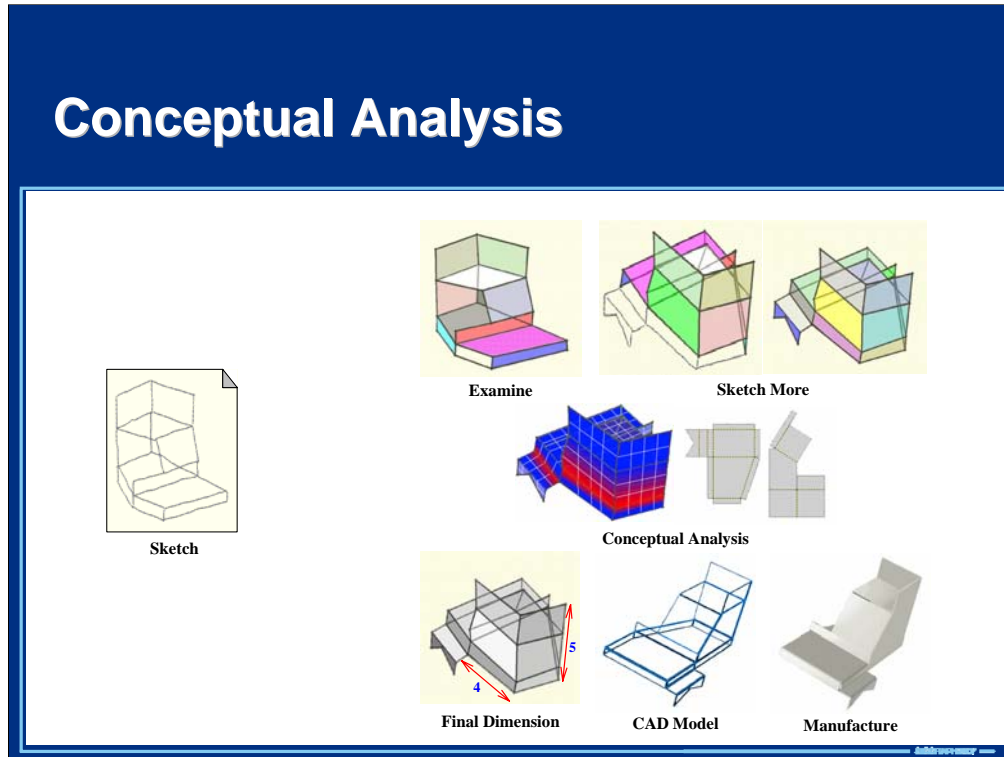 Conceptual Analysis
Examine
Sketch More
Sketch
Conceptual Analysis
5
4
Final Dimension
CAD Model
Manufacture